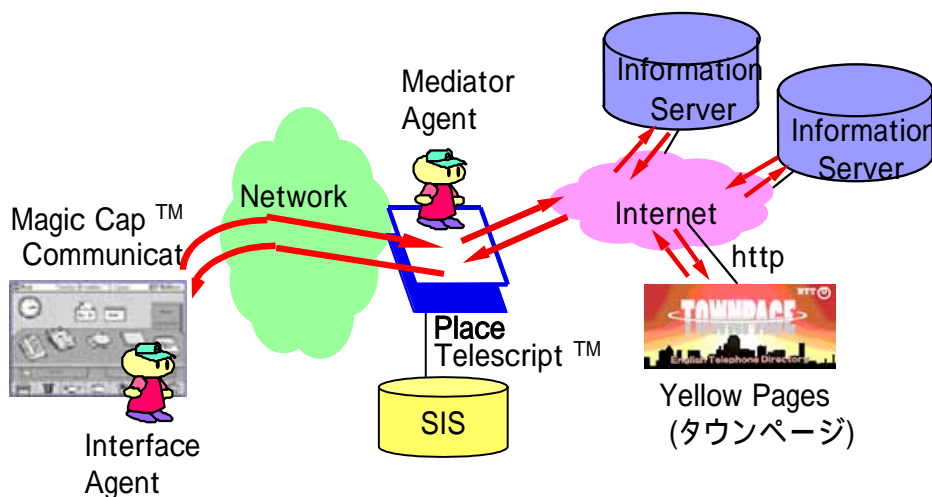 Magic Cap ™
Communicat
Interface
Agent
Network
Mediator
Agent
Place
Telescript ™
SIS
Information
Server
Information
Server
Internet
http
NTT
TOWNPAGE
English Telephone Directory
Yellow Pages
(タウンページ)